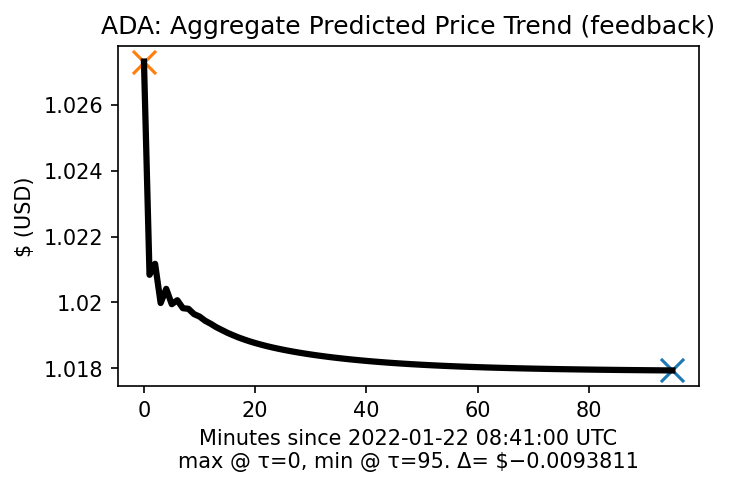 ADA: Aggregate Predicted Price Trend (feedback)
1.026
1.024
1.022
1.02
1.018
$ (USD)
0 20 40 60 80
Minutes since 2022-01-22 08:41:00 UTC
max @ τ=0, min @ τ=95. Δ= $−0.0093811